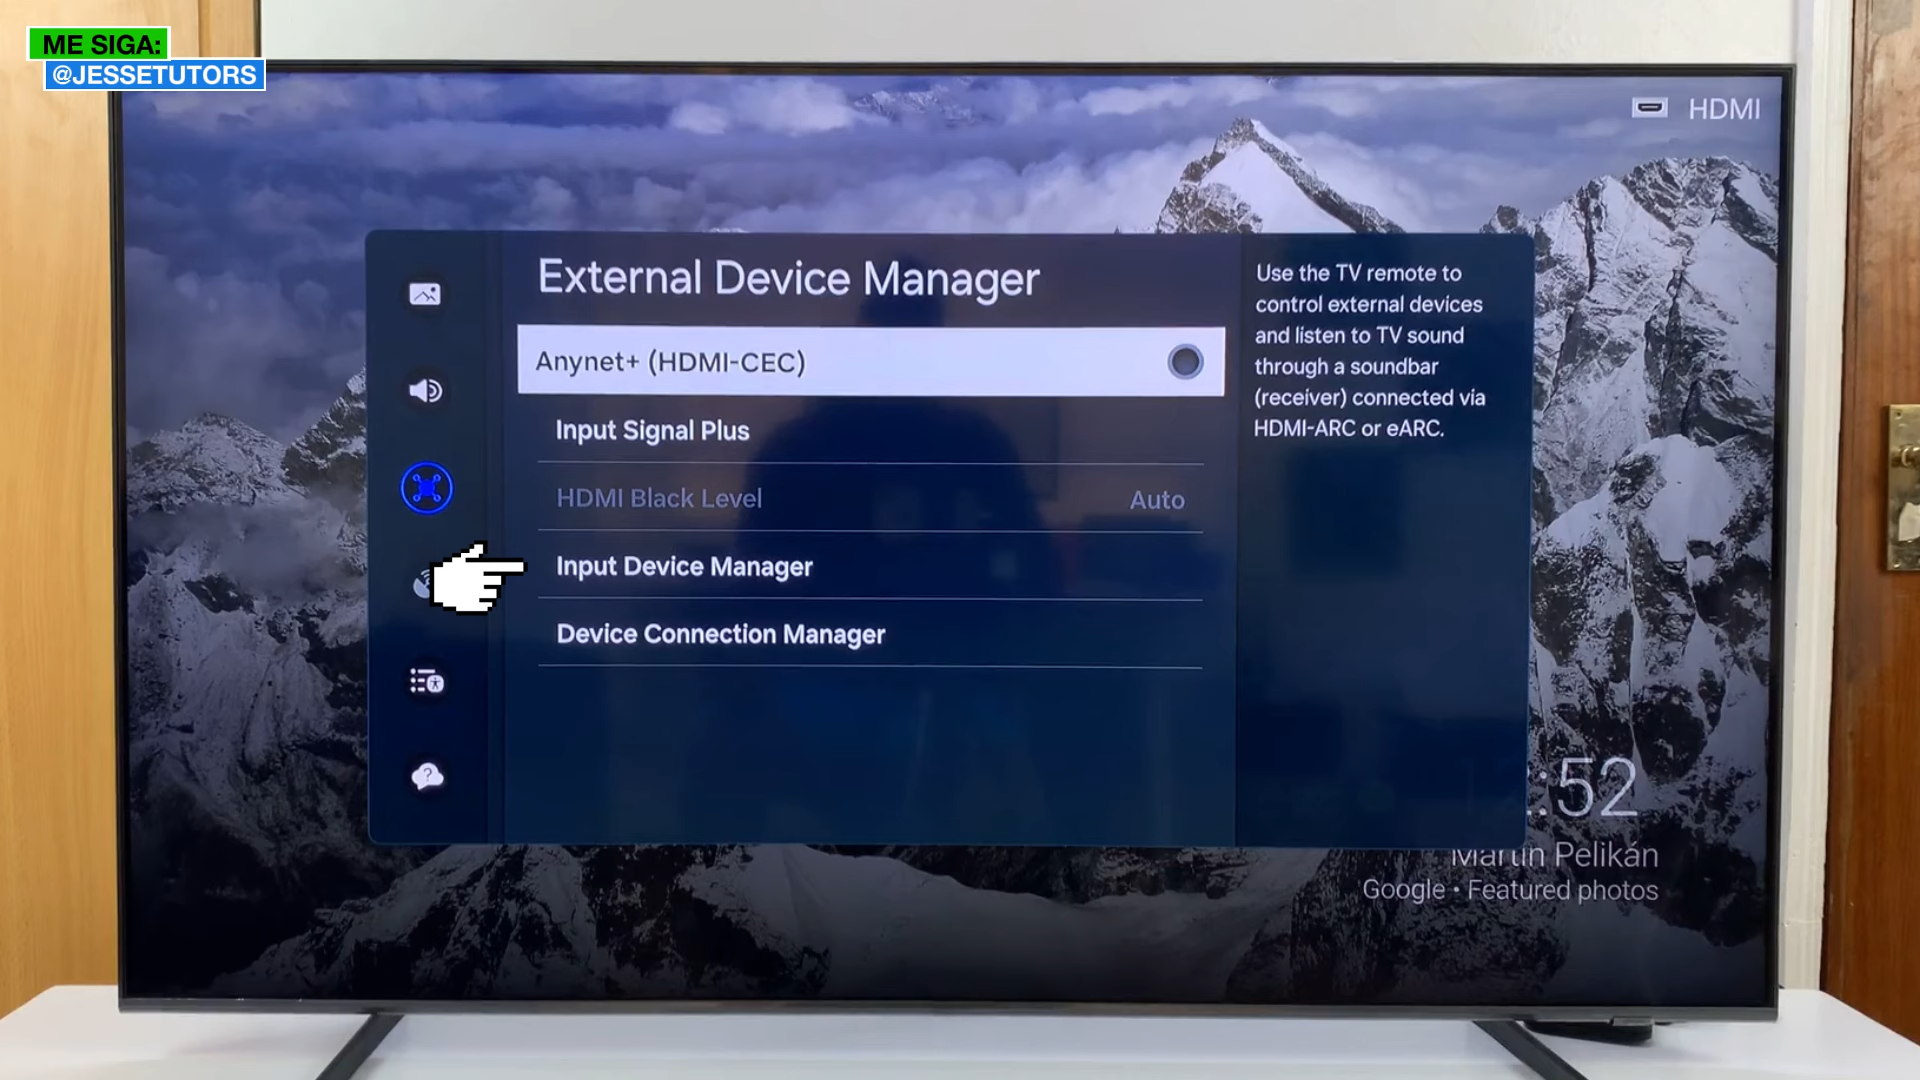 ME SIGA:
@JESSETUTORS
HDMI
External Device Manager
Anynet+ (HDMI-CEC)
Input Signal Plus
HDMI Black Level
Auto
Input Device Manager
Device Connection Manager
Use the TV remote to
control external devices
and listen to TV sound
through a soundbar
(receiver) connected via
HDMI-ARC or eARC.
:52
Martin Pelikán
Google • Featured photos